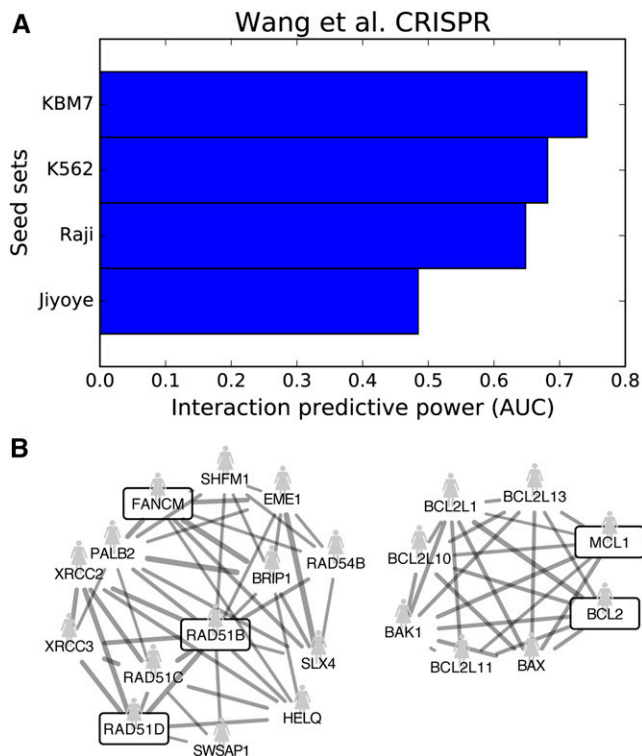 A
Wang et al. CRISPR
Seed sets
KBM7
K562
Raji
Jiyoye
0.0 0.1 0.2 0.3 0.4 0.5 0.6 0.7 0.8
Interaction predictive power (AUC)
B
SHFM1
FANCM
EME1
PALB2
RAD54B
XRCC2
BRIP1
RAD51B
XRCC3
SLX4
RAD51C
HELQ
RAD51D
SWSAP1
BCL2L13
BCL2L1
MCL1
BCL2L10
BCL2
BAK1
BCL2L11
BAX